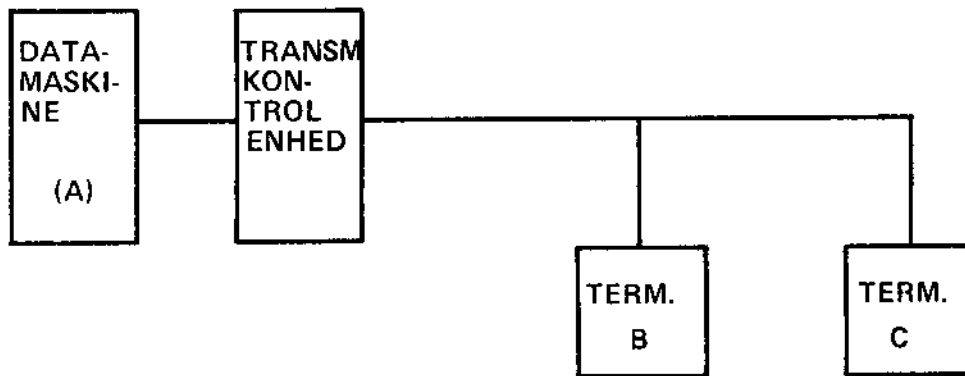 DATA-
MASKI-
NE
(A)
TRANSM
KON-
TROL
ENHED
TERM.
B
TERM.
C